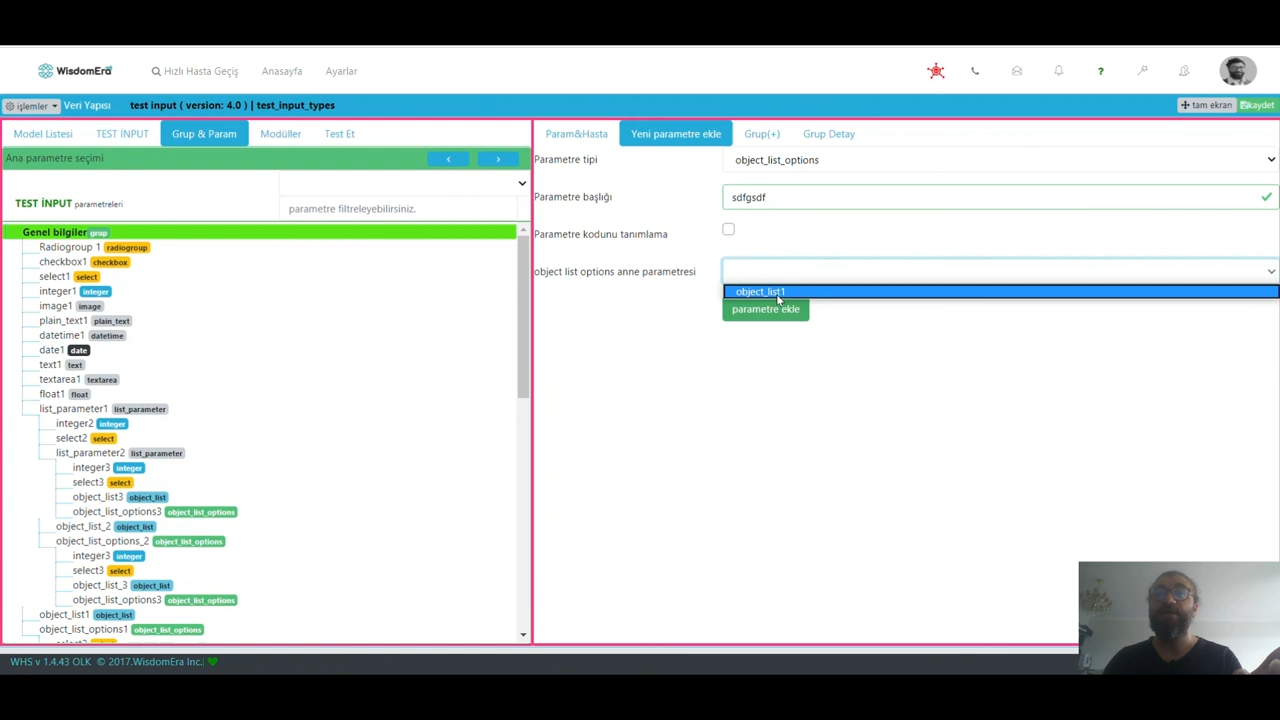 WisdomEra
Hızlı Hasta Geçiş
Anasayfa
Ayarlar
?
işlemler
Veri Yapısı
test input ( version: 4.0 ) | test_input_types
tam ekran
kaydet
Model Listesi
TEST İNPUT
Grup & Param
Modüller
Test Et
Ana parametre seçimi
TEST İNPUT parametreleri
parametre filtreleyebilirsiniz.
Genel bilgiler grup
Radiogroup 1 radiogroup
checkbox1 checkbox
select1 select
integer1 integer
image1 image
plain_text1 plain_text
datetime1 datetime
date1 date
text1 text
textarea1 textarea
float1 float
list_parameter1 list_parameter
integer2 integer
select2 select
list_parameter2 list_parameter
integer3 integer
select3 select
object_list3 object_list
object_list_options3 object_list_options
object_list_2 object_list
object_list_options_2 object_list_options
integer3 integer
select3 select
object_list_3 object_list
object_list_options3 object_list_options
object_list1 object_list
object_list_options1 object_list_options
Param&Hasta
Yeni parametre ekle
Grup(+)
Grup Detay
Parametre tipi
object_list_options
Parametre başlığı
sdfgsdf
Parametre kodunu tanımlama
object list options anne parametresi
object_list1
parametre ekle
WHS v 1.4.43 OLK © 2017.WisdomEra Inc.|